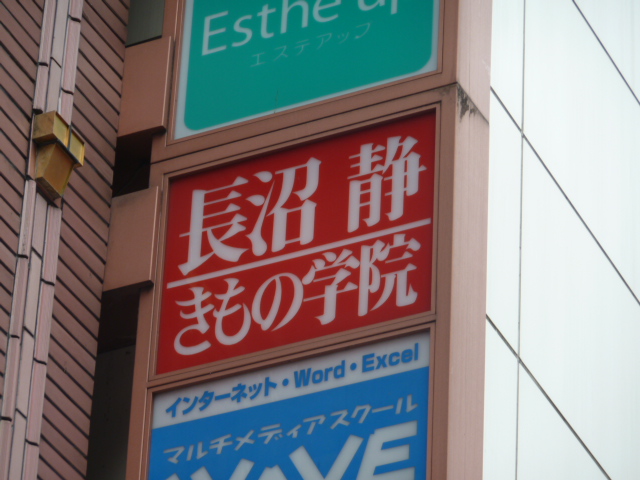 Esthe up
エステアップ
長沼 静
きもの学院
インターネット・Word・Excel
マルチメディアスクール